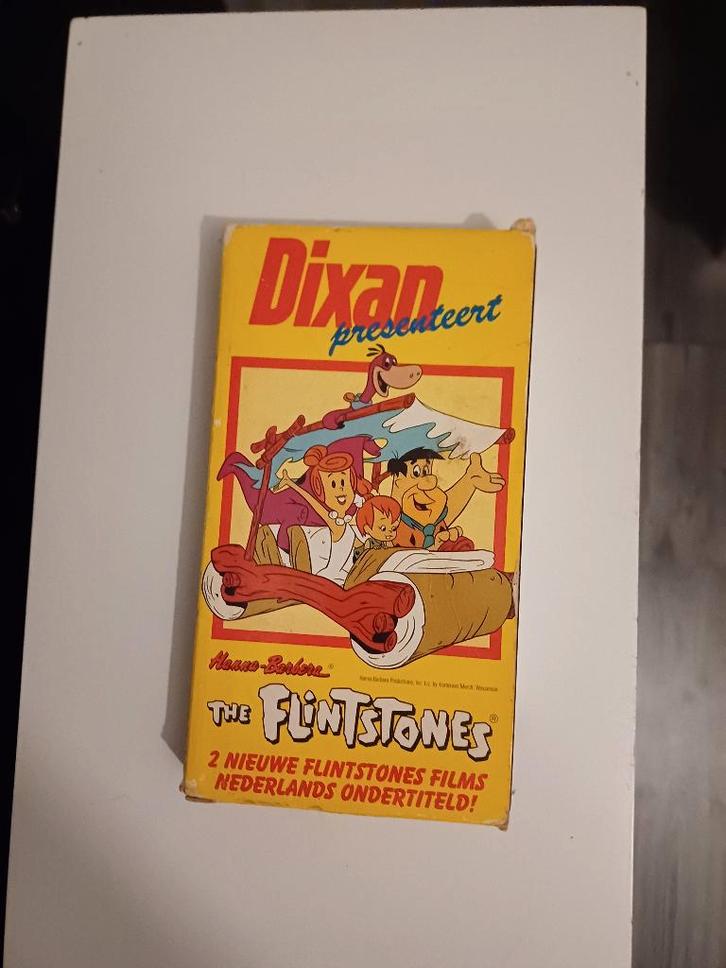 Dixan
presenteert
Hanna-Barbera®
THE FLINTSTONES®
2 NIEUWE FLINTSTONES FILMS
NEDERLANDS ONDERTITELD!